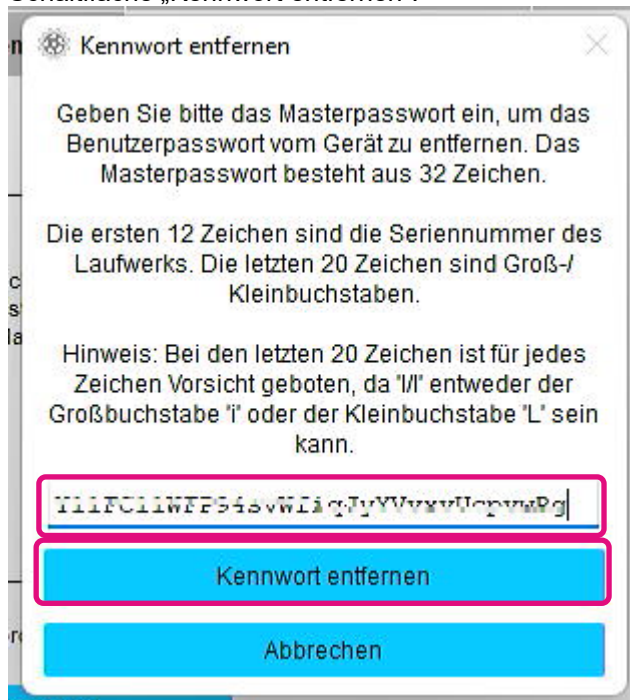 Kennwort entfernen
Geben Sie bitte das Masterpasswort ein, um das
Benutzerpasswort vom Gerät zu entfernen. Das
Masterpasswort besteht aus 32 Zeichen.
Die ersten 12 Zeichen sind die Seriennummer des
Laufwerks. Die letzten 20 Zeichen sind Groß-/
Kleinbuchstaben.
Hinweis: Bei den letzten 20 Zeichen ist für jedes
Zeichen Vorsicht geboten, da 'I/l' entweder der
Großbuchstabe 'i' oder der Kleinbuchstabe 'L' sein
kann.
Kennwort entfernen
Abbrechen